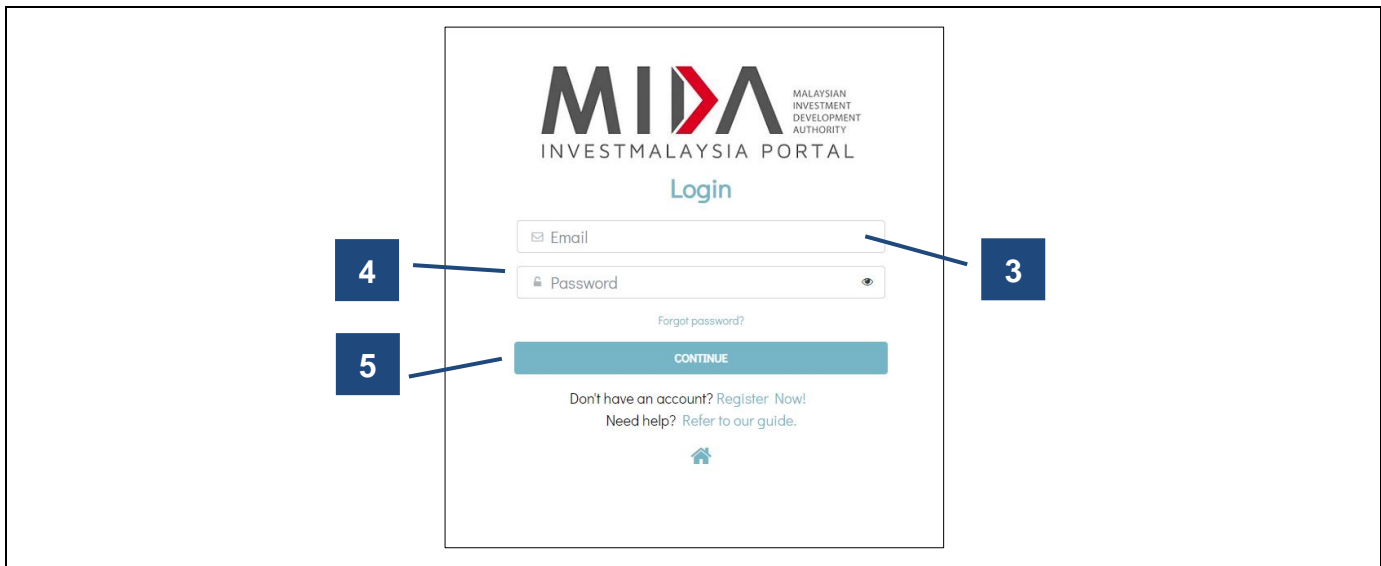 MIDA
MALAYSIAN
INVESTMENT
DEVELOPMENT
AUTHORITY
INVESTMALAYSIA PORTAL
Login
Email
3
4
Password
Forgot password?
5
CONTINUE
Don't have an account? Register Now!
Need help? Refer to our guide.